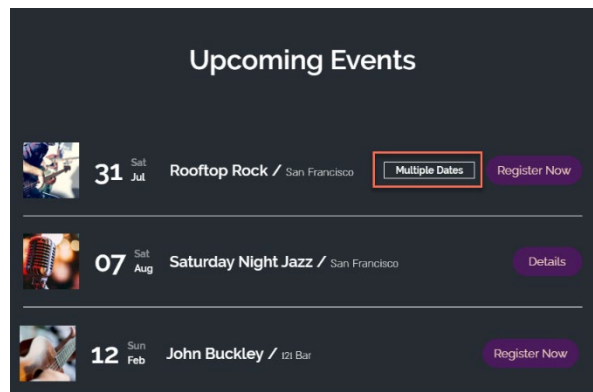 Upcoming Events
31 Sat Jul Rooftop Rock / San Francisco Multiple Dates Register Now
07 Sat Aug Saturday Night Jazz / San Francisco Details
12 Sun Feb John Buckley / 121 Bar Register Now